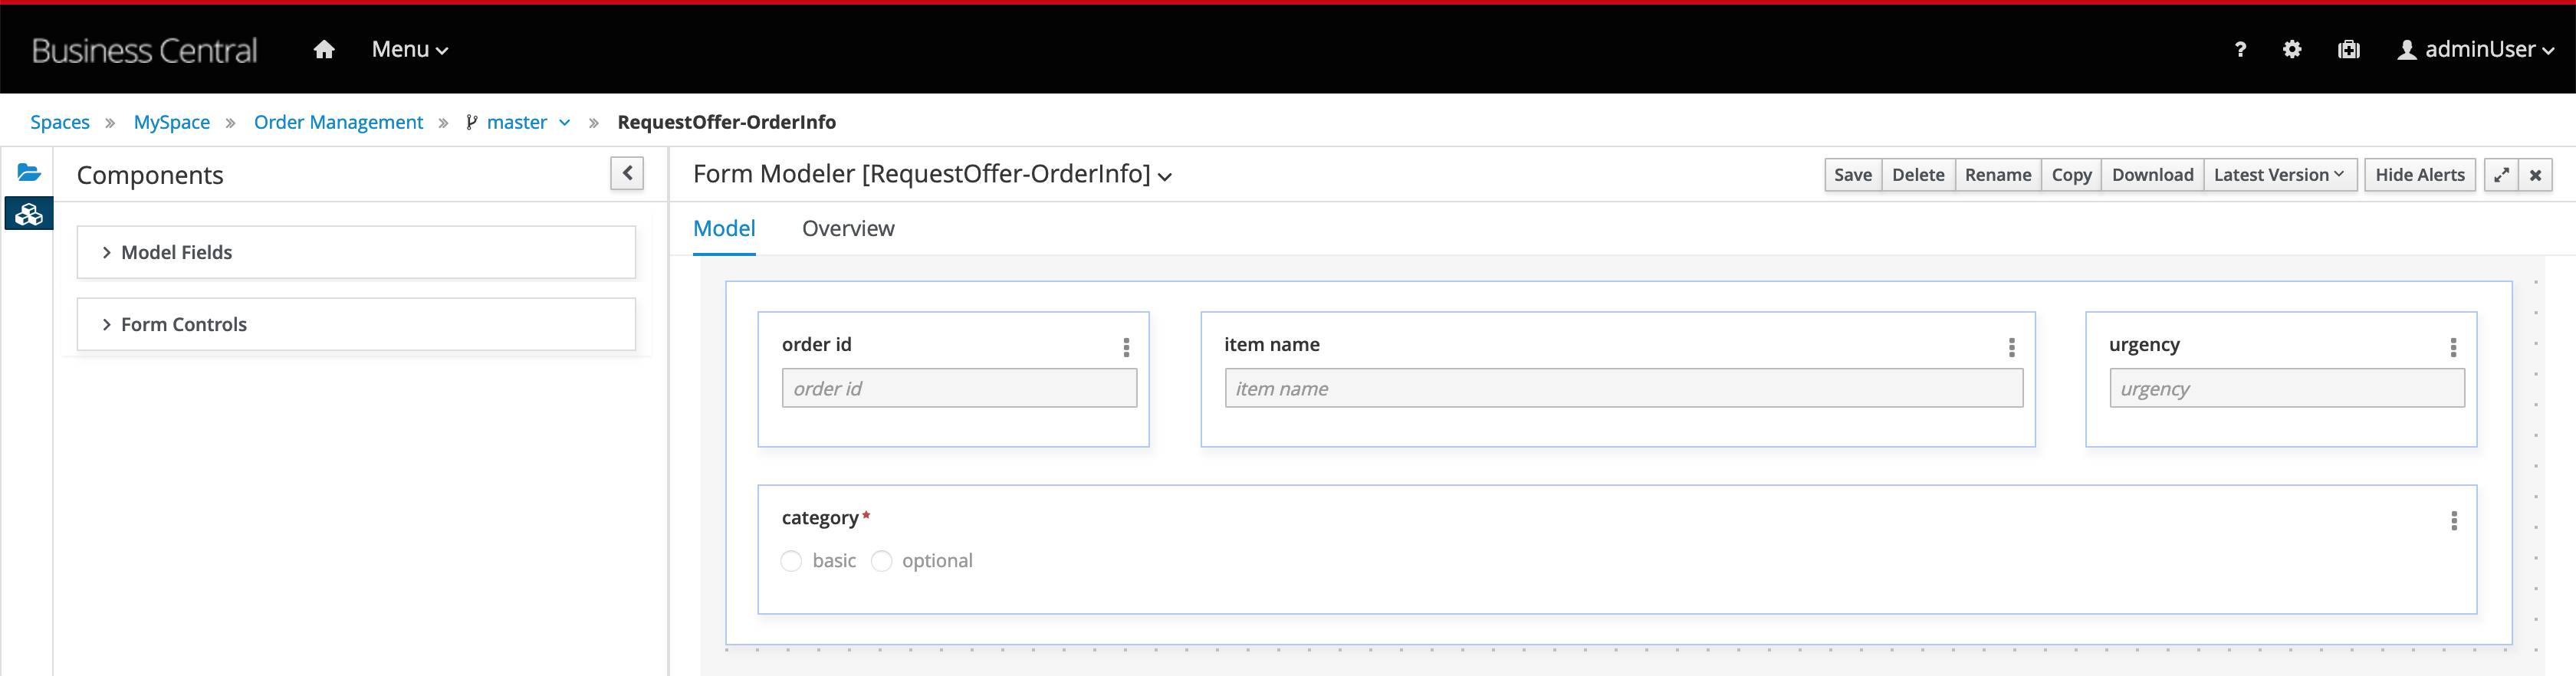 Business Central Menu ? adminUser
Spaces » MySpace » Order Management » master » RequestOffer-OrderInfo
Components
Form Modeler [RequestOffer-OrderInfo] Save Delete Rename Copy Download Latest Version Hide Alerts
Model Overview
Model Fields
Form Controls
order id item name urgency
order id item name urgency
category*
basic optional